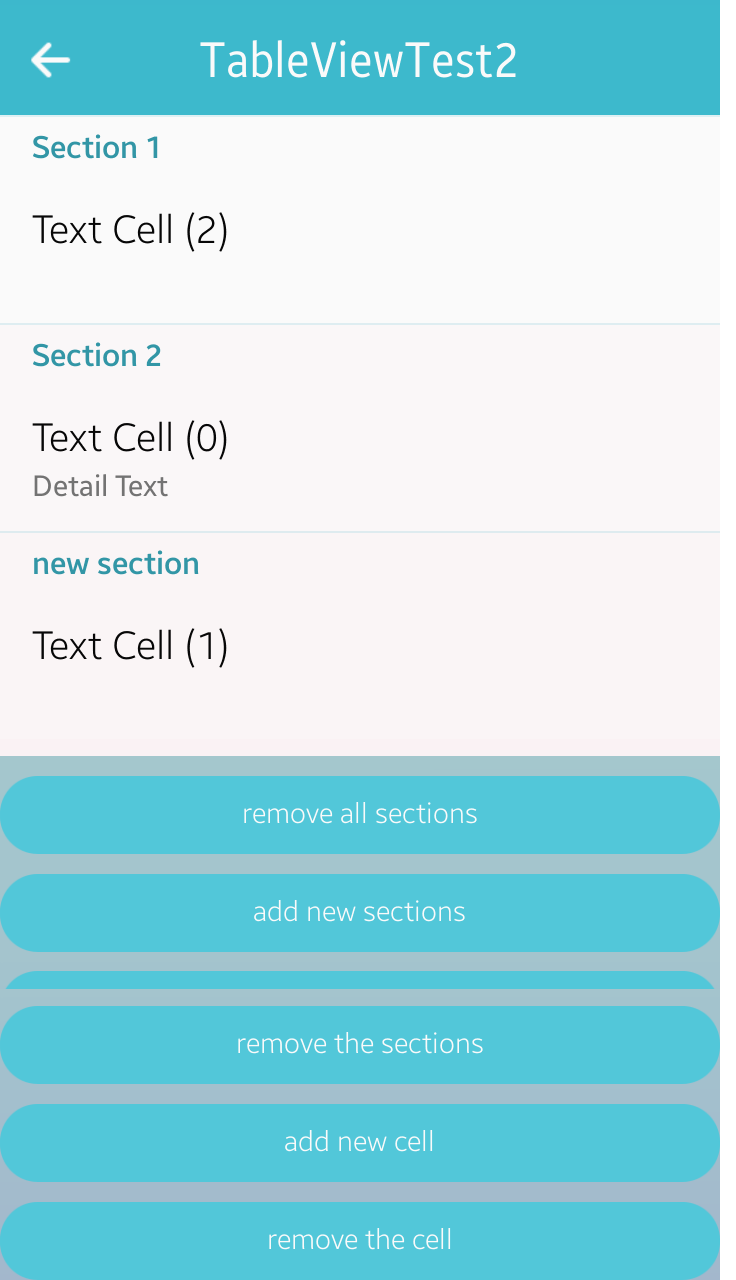 TableViewTest2
Section 1
Text Cell (2)
Section 2
Text Cell (0)
Detail Text
new section
Text Cell (1)
remove all sections
add new sections
remove the sections
add new cell
remove the cell